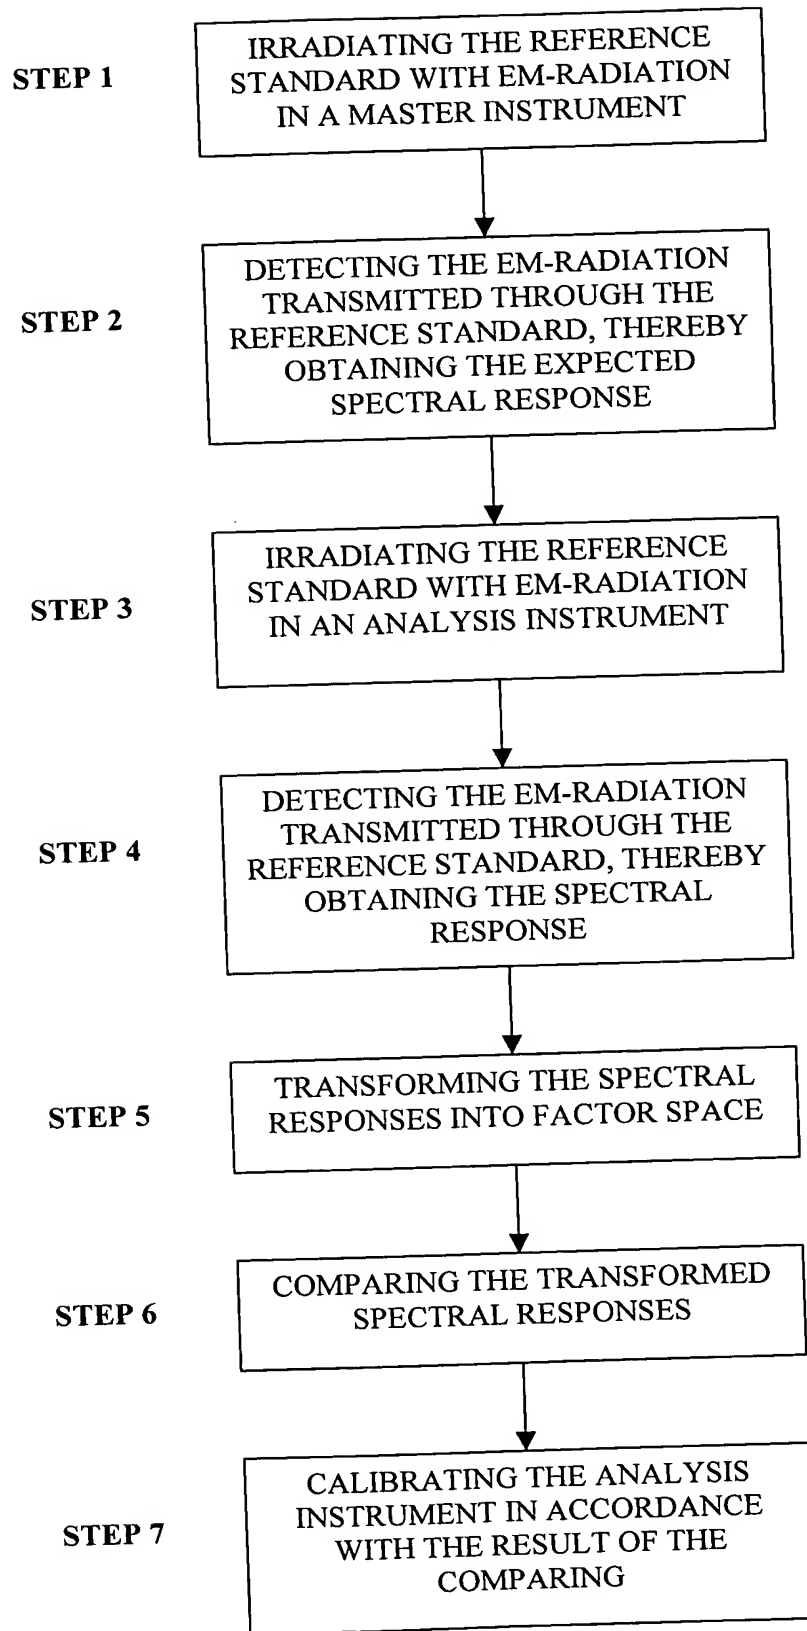 STEP 1
IRRADIATING THE REFERENCE
STANDARD WITH EM-RADIATION
IN A MASTER INSTRUMENT
STEP 2
DETECTING THE EM-RADIATION
TRANSMITTED THROUGH THE
REFERENCE STANDARD, THEREBY
OBTAINING THE EXPECTED
SPECTRAL RESPONSE
STEP 3
IRRADIATING THE REFERENCE
STANDARD WITH EM-RADIATION
IN AN ANALYSIS INSTRUMENT
STEP 4
DETECTING THE EM-RADIATION
TRANSMITTED THROUGH THE
REFERENCE STANDARD, THEREBY
OBTAINING THE SPECTRAL
RESPONSE
STEP 5
TRANSFORMING THE SPECTRAL
RESPONSES INTO FACTOR SPACE
STEP 6
COMPARING THE TRANSFORMED
SPECTRAL RESPONSES
STEP 7
CALIBRATING THE ANALYSIS
INSTRUMENT IN ACCORDANCE
WITH THE RESULT OF THE
COMPARING